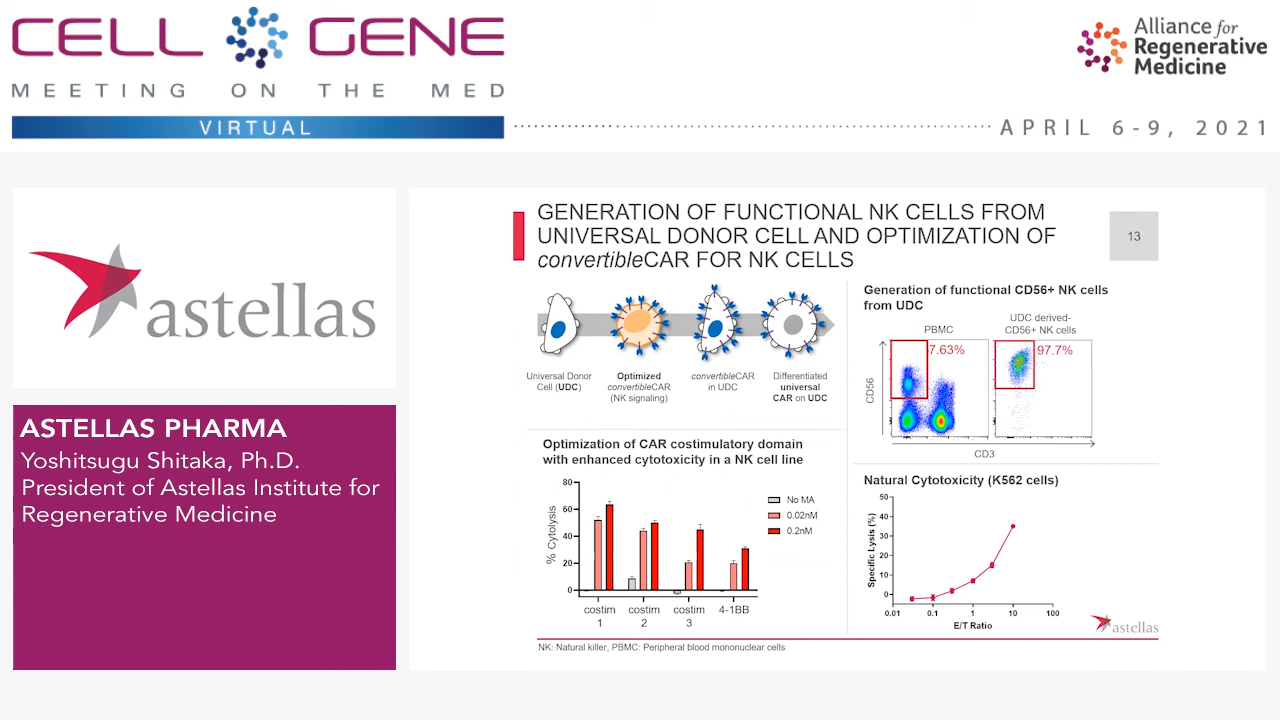 CELL GENE
MEETING ON THE MED
VIRTUAL
Alliance for
Regenerative
Medicine
APRIL 6-9, 2021
astellas
ASTELLAS PHARMA
Yoshitsugu Shitaka, Ph.D.
President of Astellas Institute for
Regenerative Medicine
GENERATION OF FUNCTIONAL NK CELLS FROM
UNIVERSAL DONOR CELL AND OPTIMIZATION OF
convertibleCAR FOR NK CELLS
13
Universal Donor
Cell (UDC)
Optimized
convertibleCAR
(NK signaling)
convertibleCAR
in UDC
Differentiated
universal
CAR on UDC
Optimization of CAR costimulatory domain
with enhanced cytotoxicity in a NK cell line
% Cytolysis
80
60
40
20
0
No MA
0.02nM
0.2nM
costim
1
costim
2
costim
3
4-1BB
Generation of functional CD56+ NK cells
from UDC
PBMC
UDC derived-
CD56+ NK cells
7.63%
97.7%
CD56
CD3
Natural Cytotoxicity (K562 cells)
Specific Lysis (%)
50
40
30
20
10
0
0.01
0.1
1
10
100
E/T Ratio
astellas
NK: Natural killer, PBMC: Peripheral blood mononuclear cells